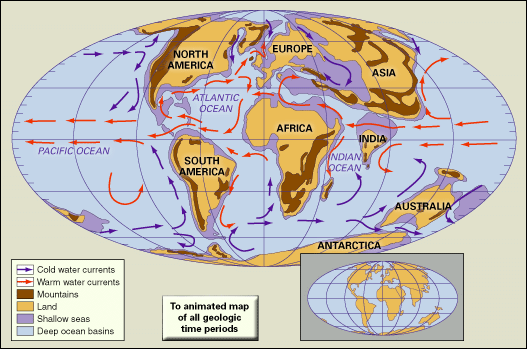 NORTH
AMERICA
EUROPE
ASIA
ATLANTIC
OCEAN
AFRICA
INDIA
PACIFIC OCEAN
SOUTH
AMERICA
INDIAN
OCEAN
AUSTRALIA
ANTARCTICA
Cold water currents
Warm water currents
Mountains
Land
Shallow seas
Deep ocean basins
To animated map
of all geologic
time periods